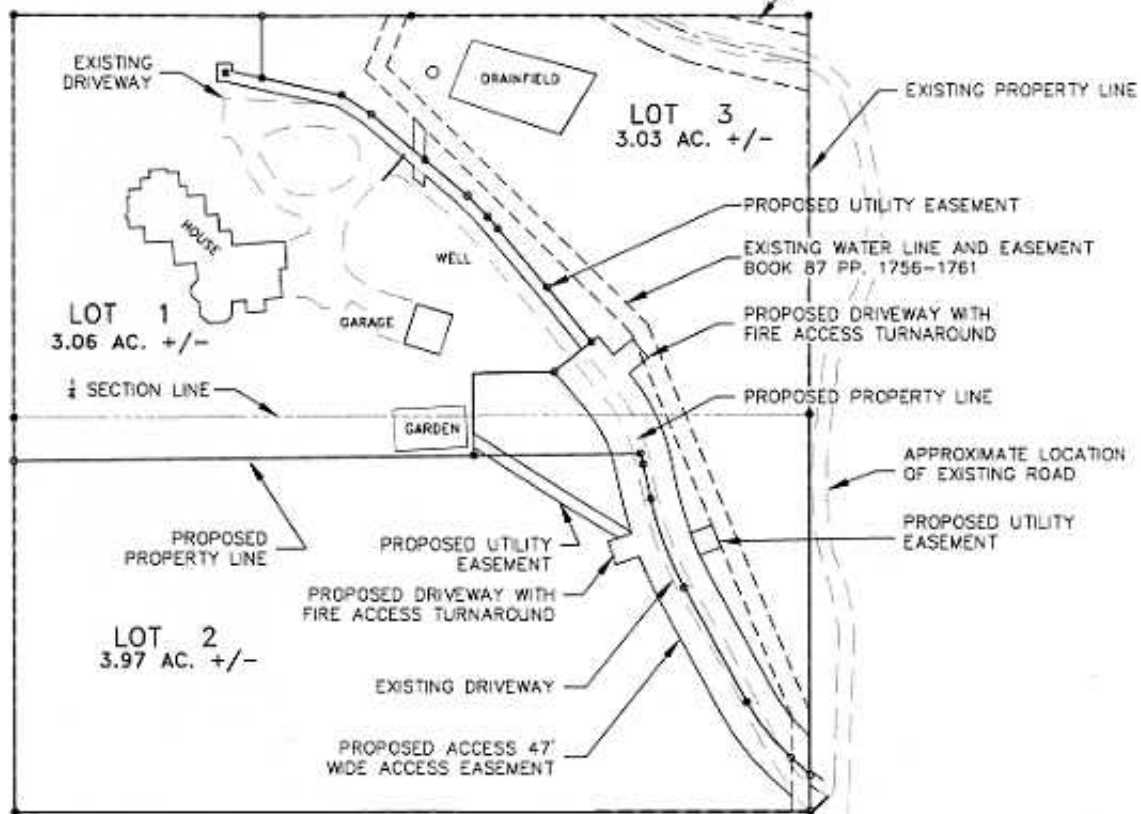 EXISTING
DRIVEWAY
DRAINFIELD
LOT 3
3.03 AC. +/-
EXISTING PROPERTY LINE
PROPOSED UTILITY EASEMENT
HOUSE
WELL
EXISTING WATER LINE AND EASEMENT
BOOK 87 PP. 1756-1761
LOT 1
3.06 AC. +/-
GARAGE
PROPOSED DRIVEWAY WITH
FIRE ACCESS TURNAROUND
¼ SECTION LINE
PROPOSED PROPERTY LINE
GARDEN
APPROXIMATE LOCATION
OF EXISTING ROAD
PROPOSED
PROPERTY LINE
PROPOSED UTILITY
EASEMENT
PROPOSED UTILITY
EASEMENT
PROPOSED DRIVEWAY WITH
FIRE ACCESS TURNAROUND
LOT 2
3.97 AC. +/-
EXISTING DRIVEWAY
PROPOSED ACCESS 47'
WIDE ACCESS EASEMENT